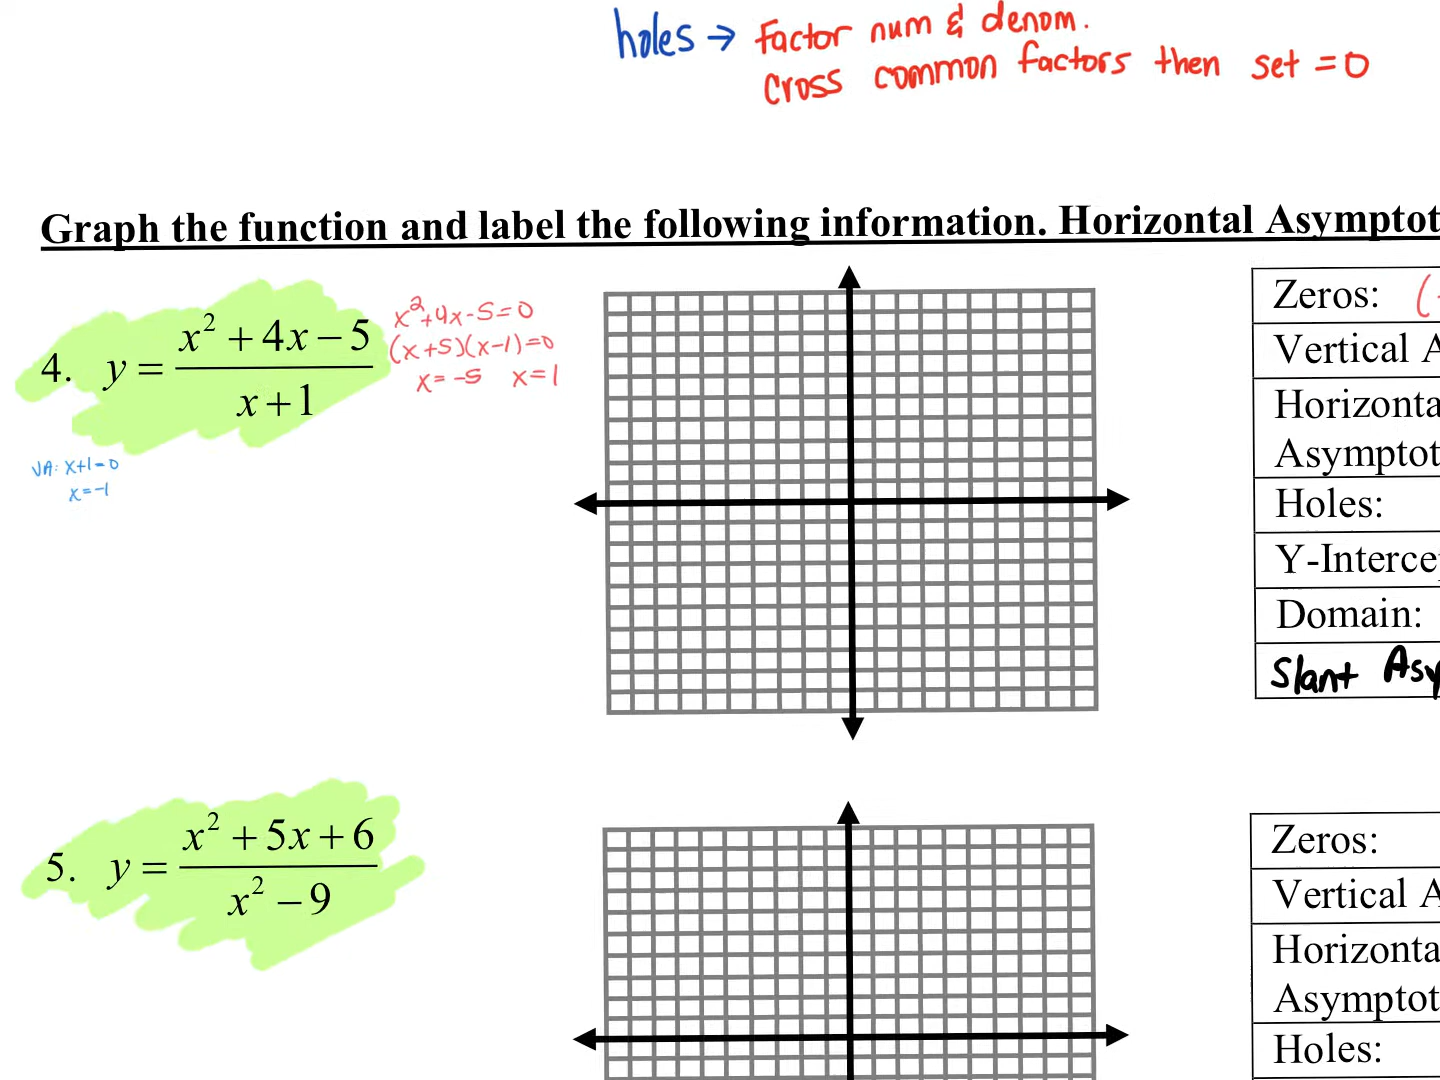 holes → Factor num & denom.
cross common factors then set = 0
Graph the function and label the following information. Horizontal Asymptot
4. y = (x² + 4x − 5)/(x + 1)
x²+4x-5=0
(x+5)(x-1)=0
x=-5 x=1
VA: x+1=0
x=-1
Zeros: (-
Vertical A
Horizonta
Asymptot
Holes:
Y-Interce
Domain:
Slant Asy
5. y = (x² + 5x + 6)/(x² − 9)
Zeros:
Vertical A
Horizonta
Asymptot
Holes: